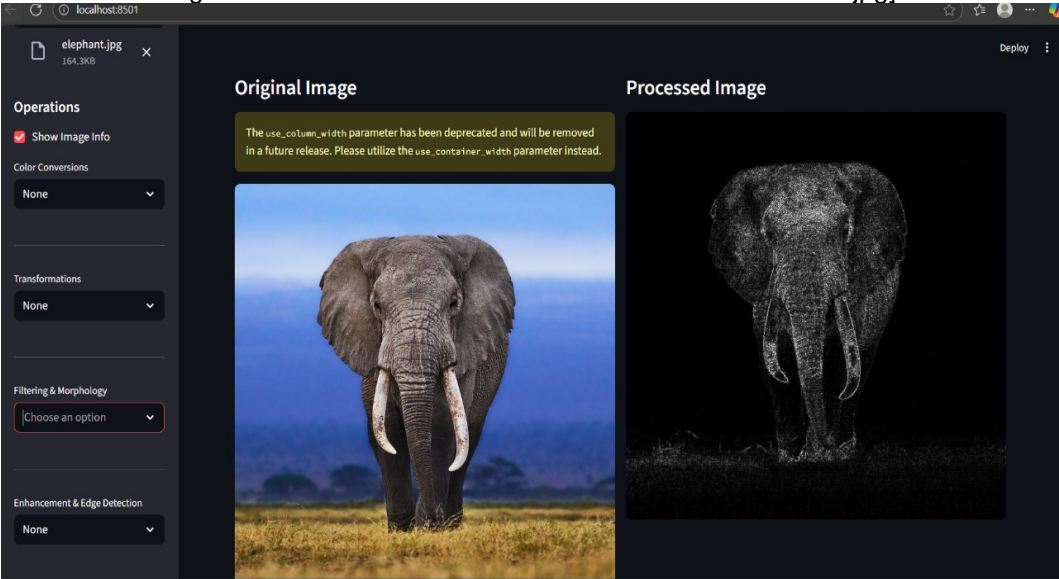 localhost:8501
elephant.jpg
164.3KB
Operations
Show Image Info
Color Conversions
None
Transformations
None
Filtering & Morphology
Choose an option
Enhancement & Edge Detection
None
Deploy
Original Image
The use_column_width parameter has been deprecated and will be removed
in a future release. Please utilize the use_container_width parameter instead.
Processed Image